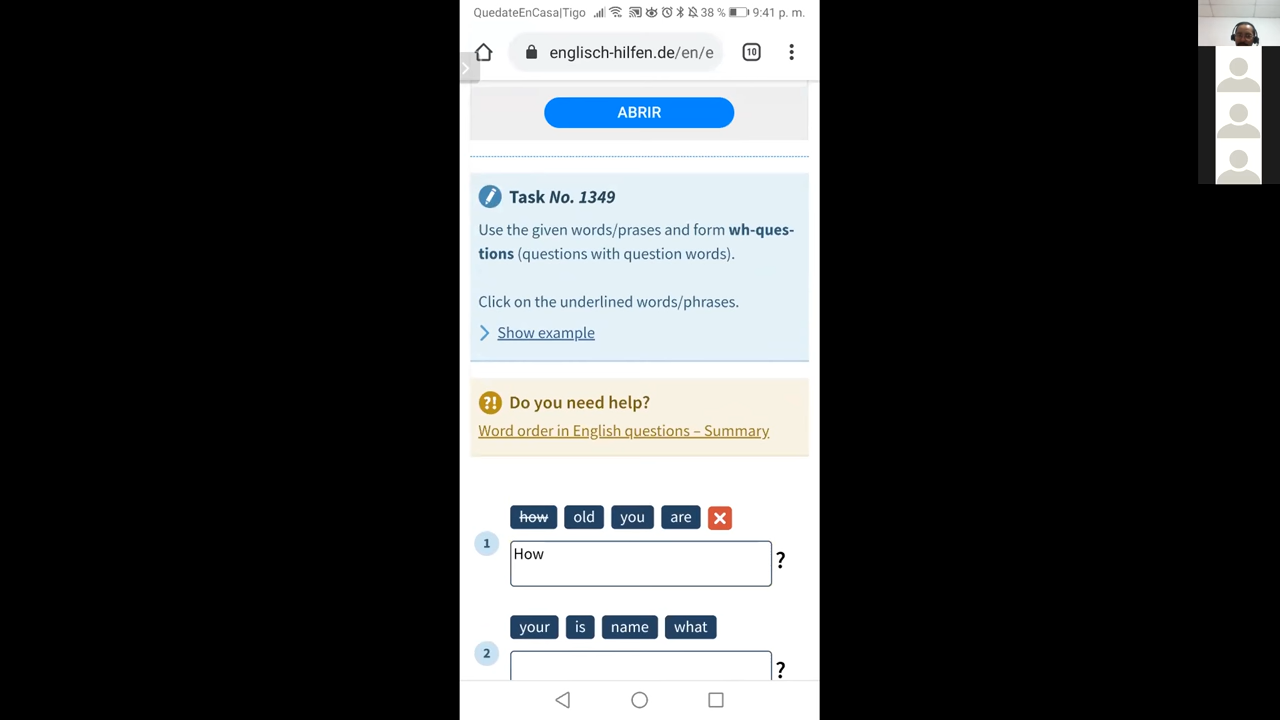 QuedateEnCasa|Tigo 38 % 9:41 p. m.
englisch-hilfen.de/en/e 10
ABRIR
Task No. 1349
Use the given words/prases and form wh-ques-
tions (questions with question words).
Click on the underlined words/phrases.
Show example
?! Do you need help?
Word order in English questions – Summary
how old you are
1 How ?
your is name what
2 ?